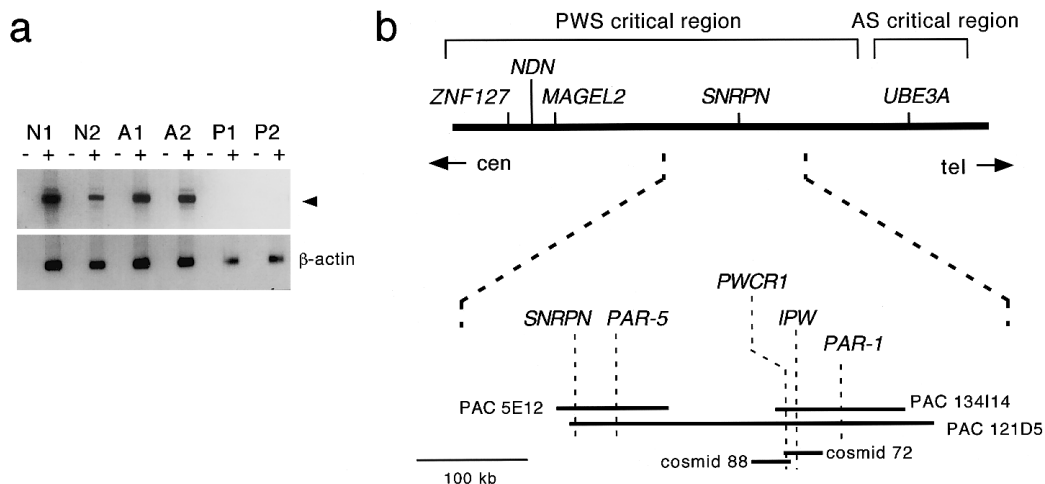 a
N1 N2 A1 A2 P1 P2
- + - + - + - + - + - +
β-actin
b
PWS critical region
AS critical region
NDN
ZNF127 MAGEL2 SNRPN UBE3A
cen
tel
PWCR1
SNRPN PAR-5 IPW
PAR-1
PAC 5E12
PAC 134I14
PAC 121D5
cosmid 88
cosmid 72
100 kb